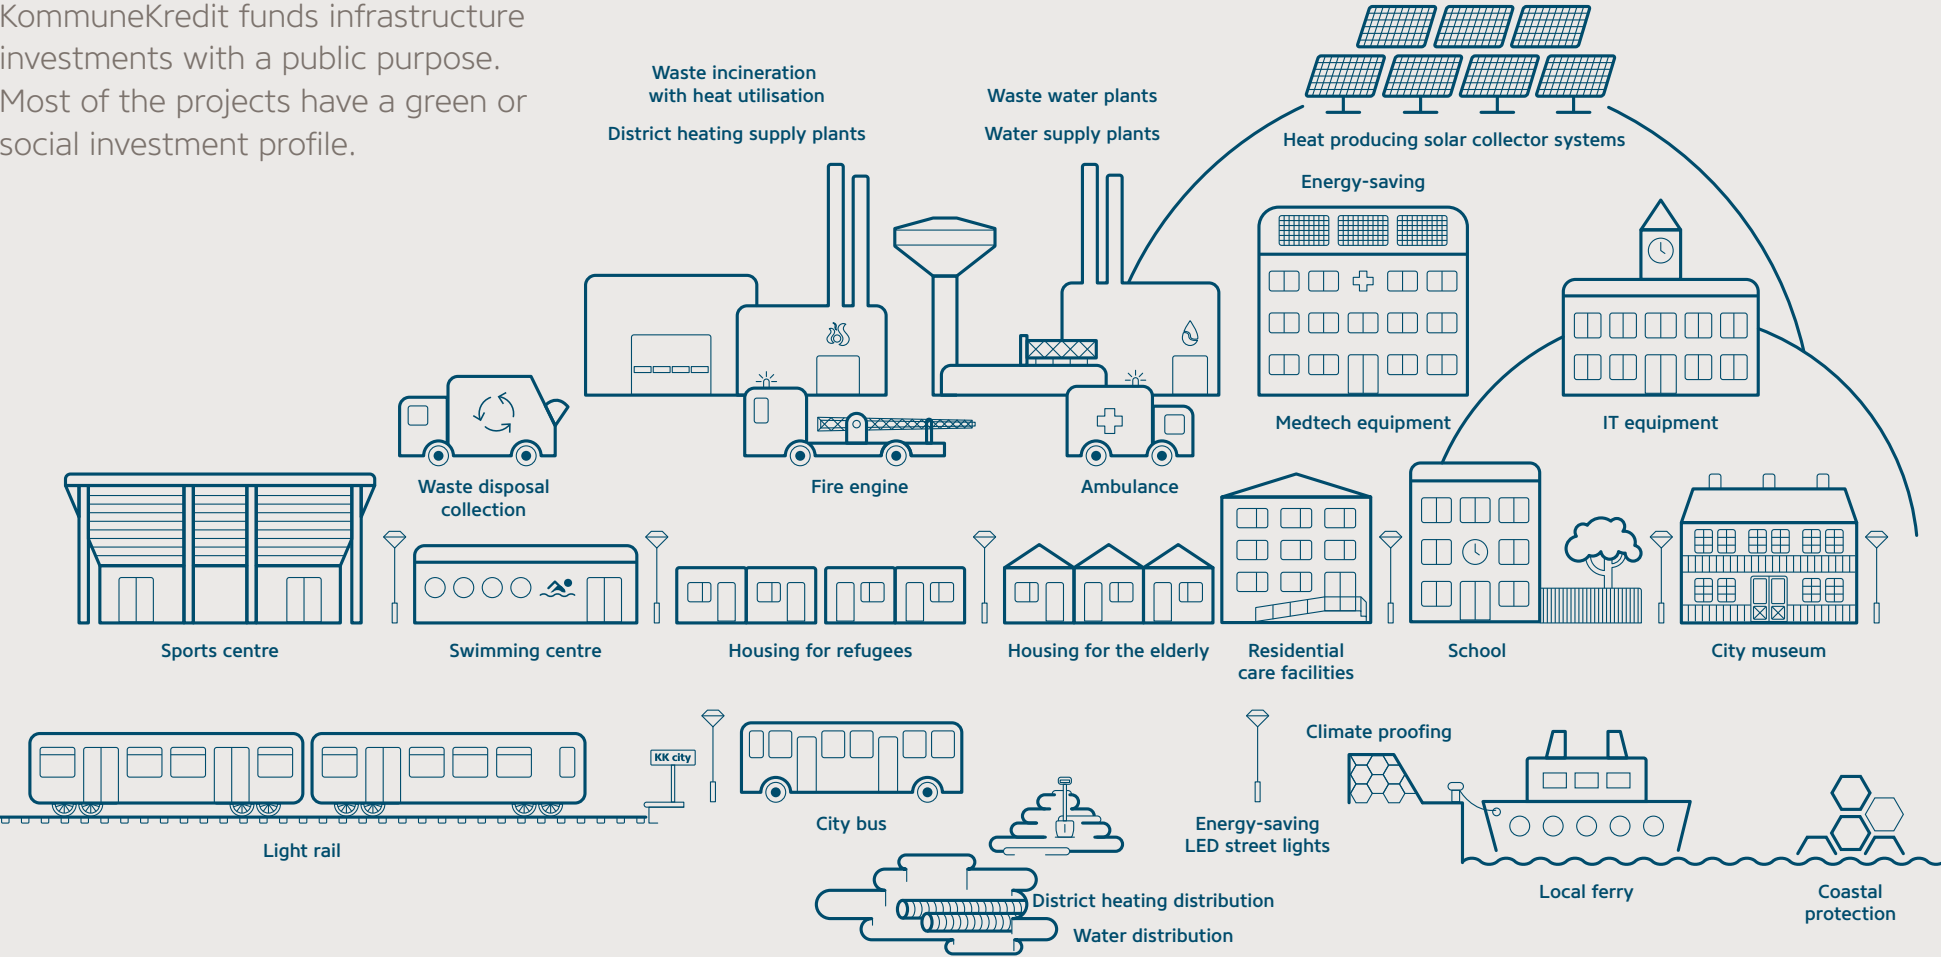 KommuneKredit funds infrastructure
investments with a public purpose.
Most of the projects have a green or
social investment profile.
Waste incineration
with heat utilisation
District heating supply plants
Waste water plants
Water supply plants
Heat producing solar collector systems
Energy-saving
Medtech equipment
IT equipment
Waste disposal
collection
Fire engine
Ambulance
Sports centre
Swimming centre
Housing for refugees
Housing for the elderly
Residential
care facilities
School
City museum
Light rail
KK city
City bus
Energy-saving
LED street lights
Climate proofing
Local ferry
Coastal
protection
District heating distribution
Water distribution